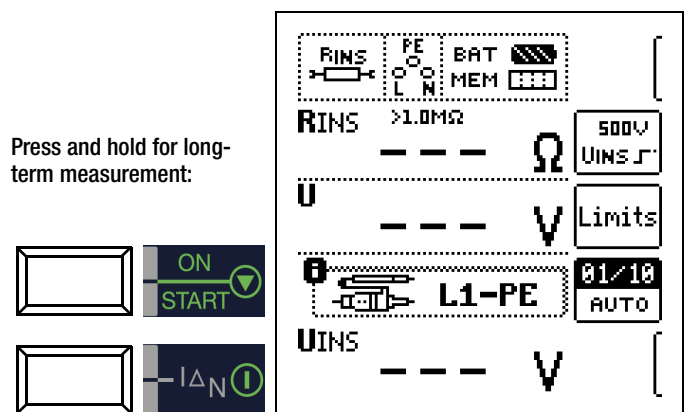 Press and hold for long-
term measurement:
ON
START
IΔN
RINS
PE
L N
BAT
MEM
RINS >1.0MΩ
--- Ω
500V
UINS
U
--- V
Limits
L1-PE
01/10
AUTO
UINS
--- V